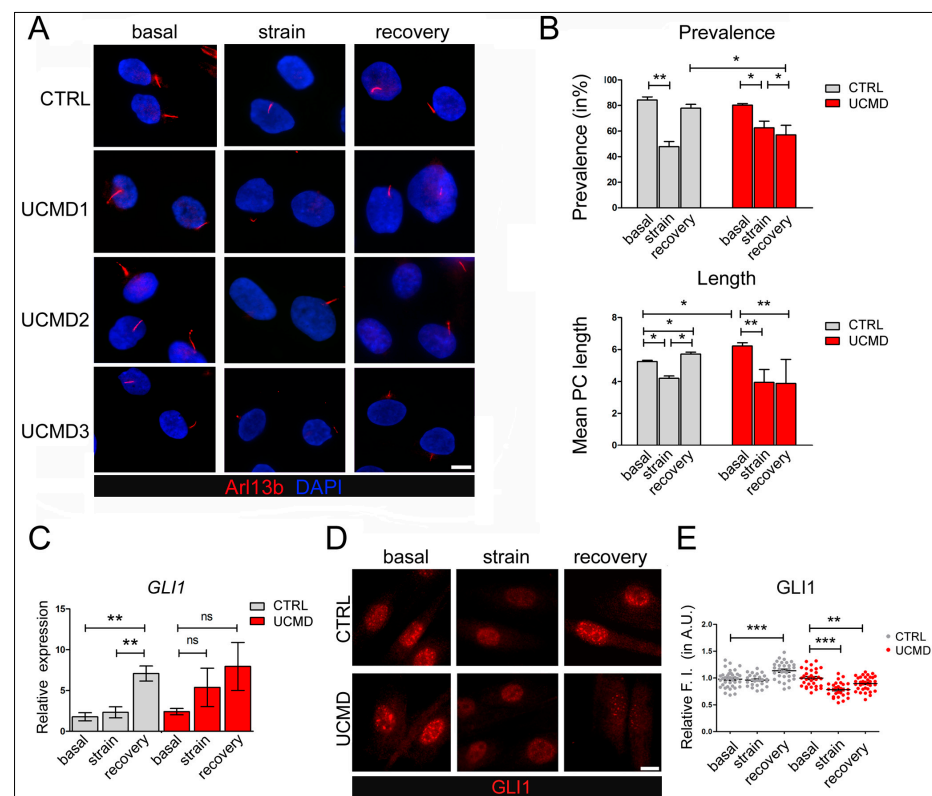 A
basal
strain
recovery
CTRL
UCMD1
UCMD2
UCMD3
Arl13b DAPI
B
Prevalence
Prevalence (in%)
100
80
60
40
20
0
**
*
*
*
CTRL
UCMD
basal
strain
recovery
basal
strain
recovery
Length
Mean PC length
8
6
4
2
0
*
*
*
*
**
**
CTRL
UCMD
basal
strain
recovery
basal
strain
recovery
C
GLI1
Relative expression
15
10
5
0
**
**
ns
ns
CTRL
UCMD
basal
strain
recovery
basal
strain
recovery
D
basal
strain
recovery
CTRL
UCMD
GLI1
E
GLI1
Relative F. I. (in A.U.)
2.0
1.5
1.0
0.5
0.0
***
**
***
CTRL
UCMD
basal
strain
recovery
basal
strain
recovery